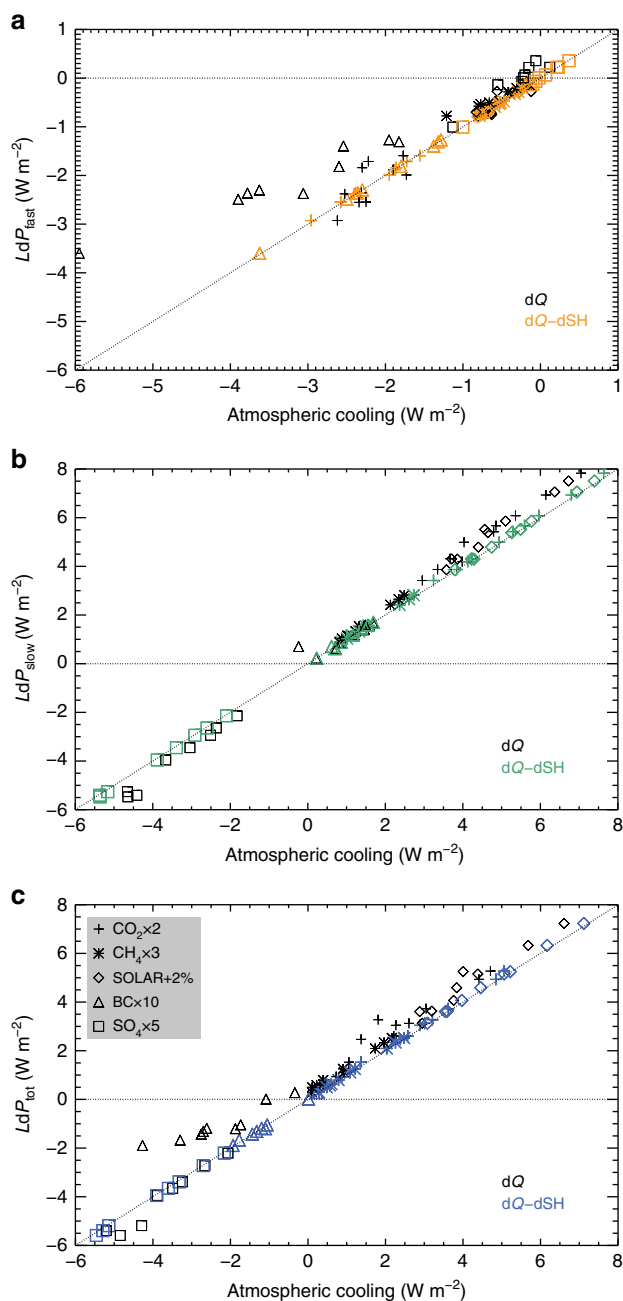 a
1
0
−1
−2
−3
−4
−5
−6
LdP_fast (W m⁻²)
dQ
dQ−dSH
−6 −5 −4 −3 −2 −1 0 1
Atmospheric cooling (W m⁻²)
b
8
6
4
2
0
−2
−4
−6
LdP_slow (W m⁻²)
dQ
dQ−dSH
−6 −4 −2 0 2 4 6 8
Atmospheric cooling (W m⁻²)
c
8
6
4
2
0
−2
−4
−6
LdP_tot (W m⁻²)
CO₂×2
CH₄×3
SOLAR+2%
BC×10
SO₄×5
dQ
dQ−dSH
−6 −4 −2 0 2 4 6 8
Atmospheric cooling (W m⁻²)